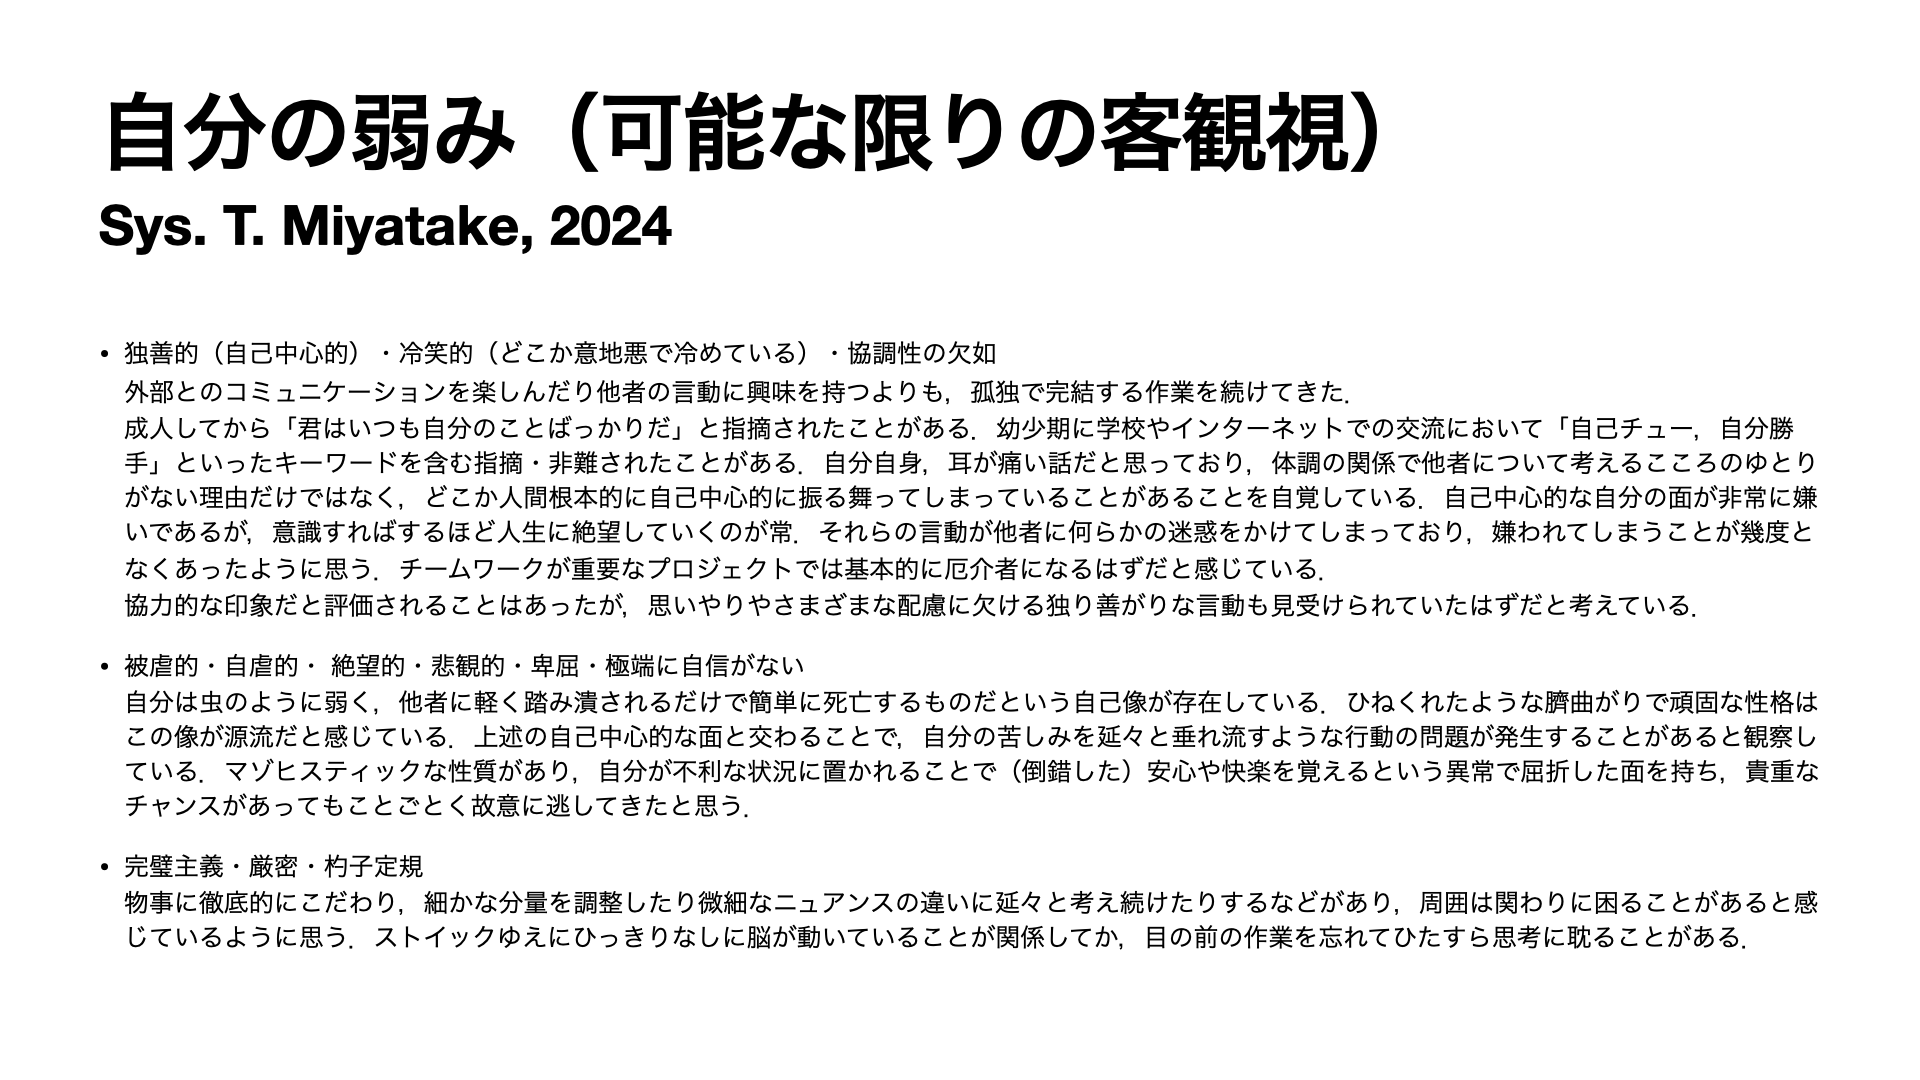 自分の弱み（可能な限りの客観視）
Sys. T. Miyatake, 2024
• 独善的（自己中心的）・冷笑的（どこか意地悪で冷めている）・協調性の欠如
外部とのコミュニケーションを楽しんだり他者の言動に興味を持つよりも，孤独で完結する作業を続けてきた．
成人してから「君はいつも自分のことばっかりだ」と指摘されたことがある．幼少期に学校やインターネットでの交流において「自己チュー，自分勝
手」といったキーワードを含む指摘・非難されたことがある．自分自身，耳が痛い話だと思っており，体調の関係で他者について考えるこころのゆとり
がない理由だけではなく，どこか人間根本的に自己中心的に振る舞ってしまっていることがあることを自覚している．自己中心的な自分の面が非常に嫌
いであるが，意識すればするほど人生に絶望していくのが常．それらの言動が他者に何らかの迷惑をかけてしまっており，嫌われてしまうことが幾度と
なくあったように思う．チームワークが重要なプロジェクトでは基本的に厄介者になるはずだと感じている．
協力的な印象だと評価されることはあったが，思いやりやさまざまな配慮に欠ける独り善がりな言動も見受けられていたはずだと考えている．
• 被虐的・自虐的・ 絶望的・悲観的・卑屈・極端に自信がない
自分は虫のように弱く，他者に軽く踏み潰されるだけで簡単に死亡するものだという自己像が存在している．ひねくれたような臍曲がりで頑固な性格は
この像が源流だと感じている．上述の自己中心的な面と交わることで，自分の苦しみを延々と垂れ流すような行動の問題が発生することがあると観察し
ている．マゾヒスティックな性質があり，自分が不利な状況に置かれることで（倒錯した）安心や快楽を覚えるという異常で屈折した面を持ち，貴重な
チャンスがあってもことごとく故意に逃してきたと思う．
• 完璧主義・厳密・杓子定規
物事に徹底的にこだわり，細かな分量を調整したり微細なニュアンスの違いに延々と考え続けたりするなどがあり，周囲は関わりに困ることがあると感
じているように思う．ストイックゆえにひっきりなしに脳が動いていることが関係してか，目の前の作業を忘れてひたすら思考に耽ることがある．